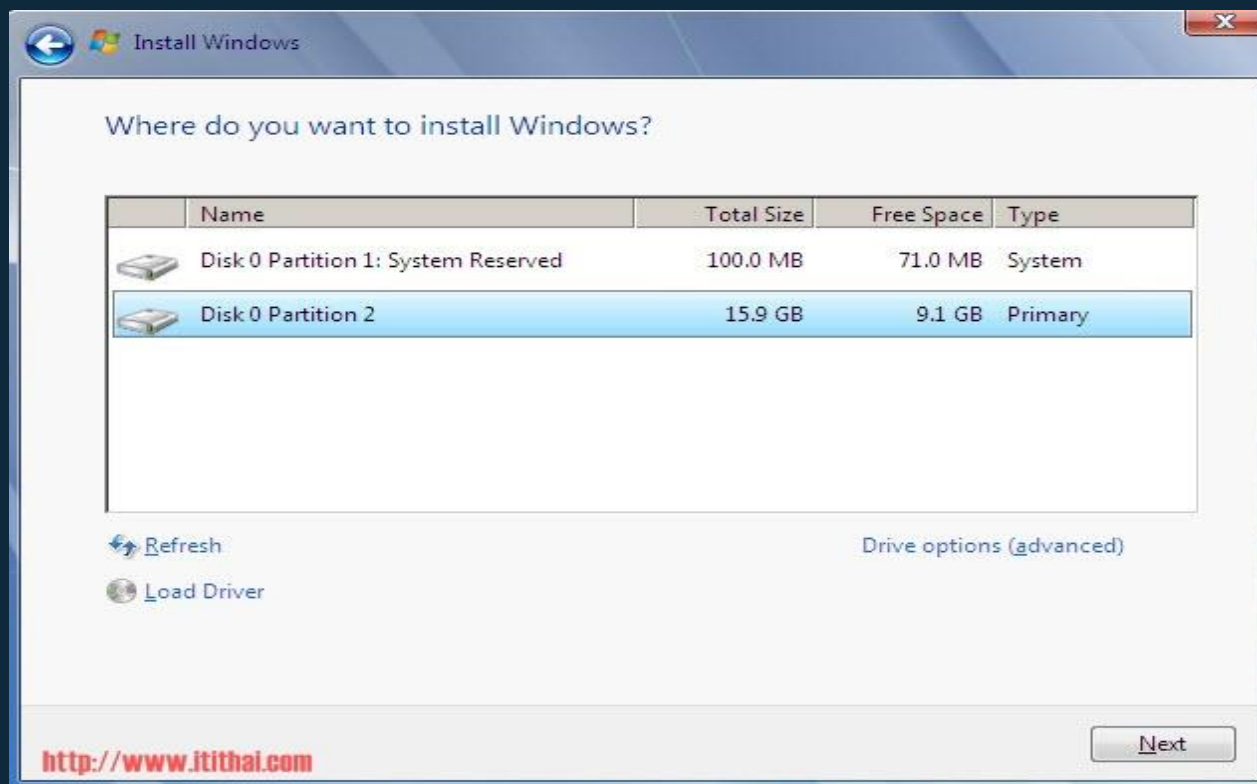 Install Windows
Where do you want to install Windows?
Name Total Size Free Space Type
Disk 0 Partition 1: System Reserved 100.0 MB 71.0 MB System
Disk 0 Partition 2 15.9 GB 9.1 GB Primary
Refresh Drive options (advanced)
Load Driver
Next
http://www.itithai.com